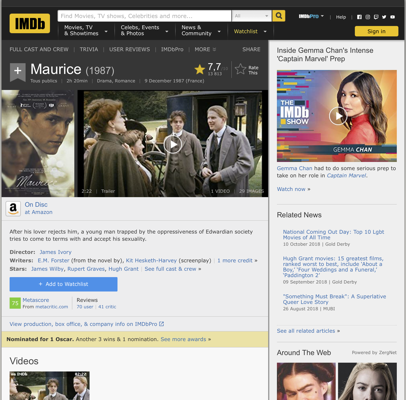 IMDb
Find Movies, TV shows, Celebrities and more...
All
IMDbPro
Help
Movies, TV & Showtimes
Celebs, Events & Photos
News & Community
Watchlist
Sign in
FULL CAST AND CREW | TRIVIA | USER REVIEWS | IMDbPro | MORE
SHARE
Maurice (1987)
7,7
Rate This
Tous publics | 2h 20min | Drama, Romance | 9 December 1987 (France)
Maurice
2:22 | Trailer
1 VIDEO
39 IMAGES
a
On Disc
at Amazon
After his lover rejects him, a young man trapped by the oppressiveness of Edwardian society
tries to come to terms with and accept his sexuality.
Director: James Ivory
Writers: E.M. Forster (from the novel by), Kit Hesketh-Harvey (screenplay) | 1 more credit »
Stars: James Wilby, Rupert Graves, Hugh Grant | See full cast & crew »
+ Add to Watchlist
Metascore
From metacritic.com
Reviews
70 user | 91 critic
View production, box office, & company info on IMDbPro
Nominated for 1 Oscar. Another 3 wins & 1 nomination. See more awards »
Videos
Inside Gemma Chan's Intense
'Captain Marvel' Prep
THE
IMDb
SHOW
GEMMA CHAN
Gemma Chan had to do some serious prep to
take on her role in Captain Marvel.
Watch now »
Related News
National Coming Out Day: Top 10 Lgbt
Movies of All Time
10 October 2018 | Gold Derby
Hugh Grant movies: 15 greatest films,
ranked worst to best, include 'About a
Boy,' 'Four Weddings and a Funeral,'
'Paddington 2'
09 September 2018 | Gold Derby
"Something Must Break": A Superlative
Queer Love Story
26 August 2018 | MUBI
See all related articles »
Around The Web
Powered by ZergNet